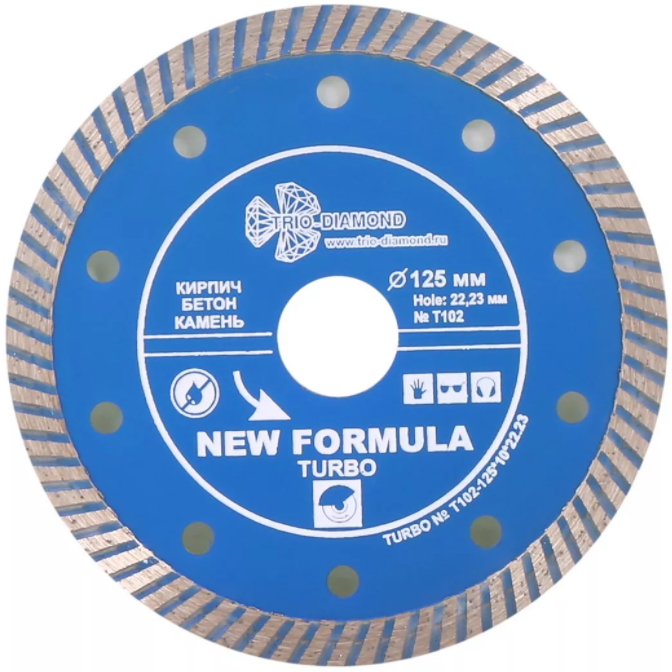 TRIO-DIAMOND
www.trio-diamond.ru
КИРПИЧ
БЕТОН
КАМЕНЬ
Ø 125 мм
Hole: 22,23 мм
№ T102
NEW FORMULA
TURBO
TURBO № T102-125*10*22.23